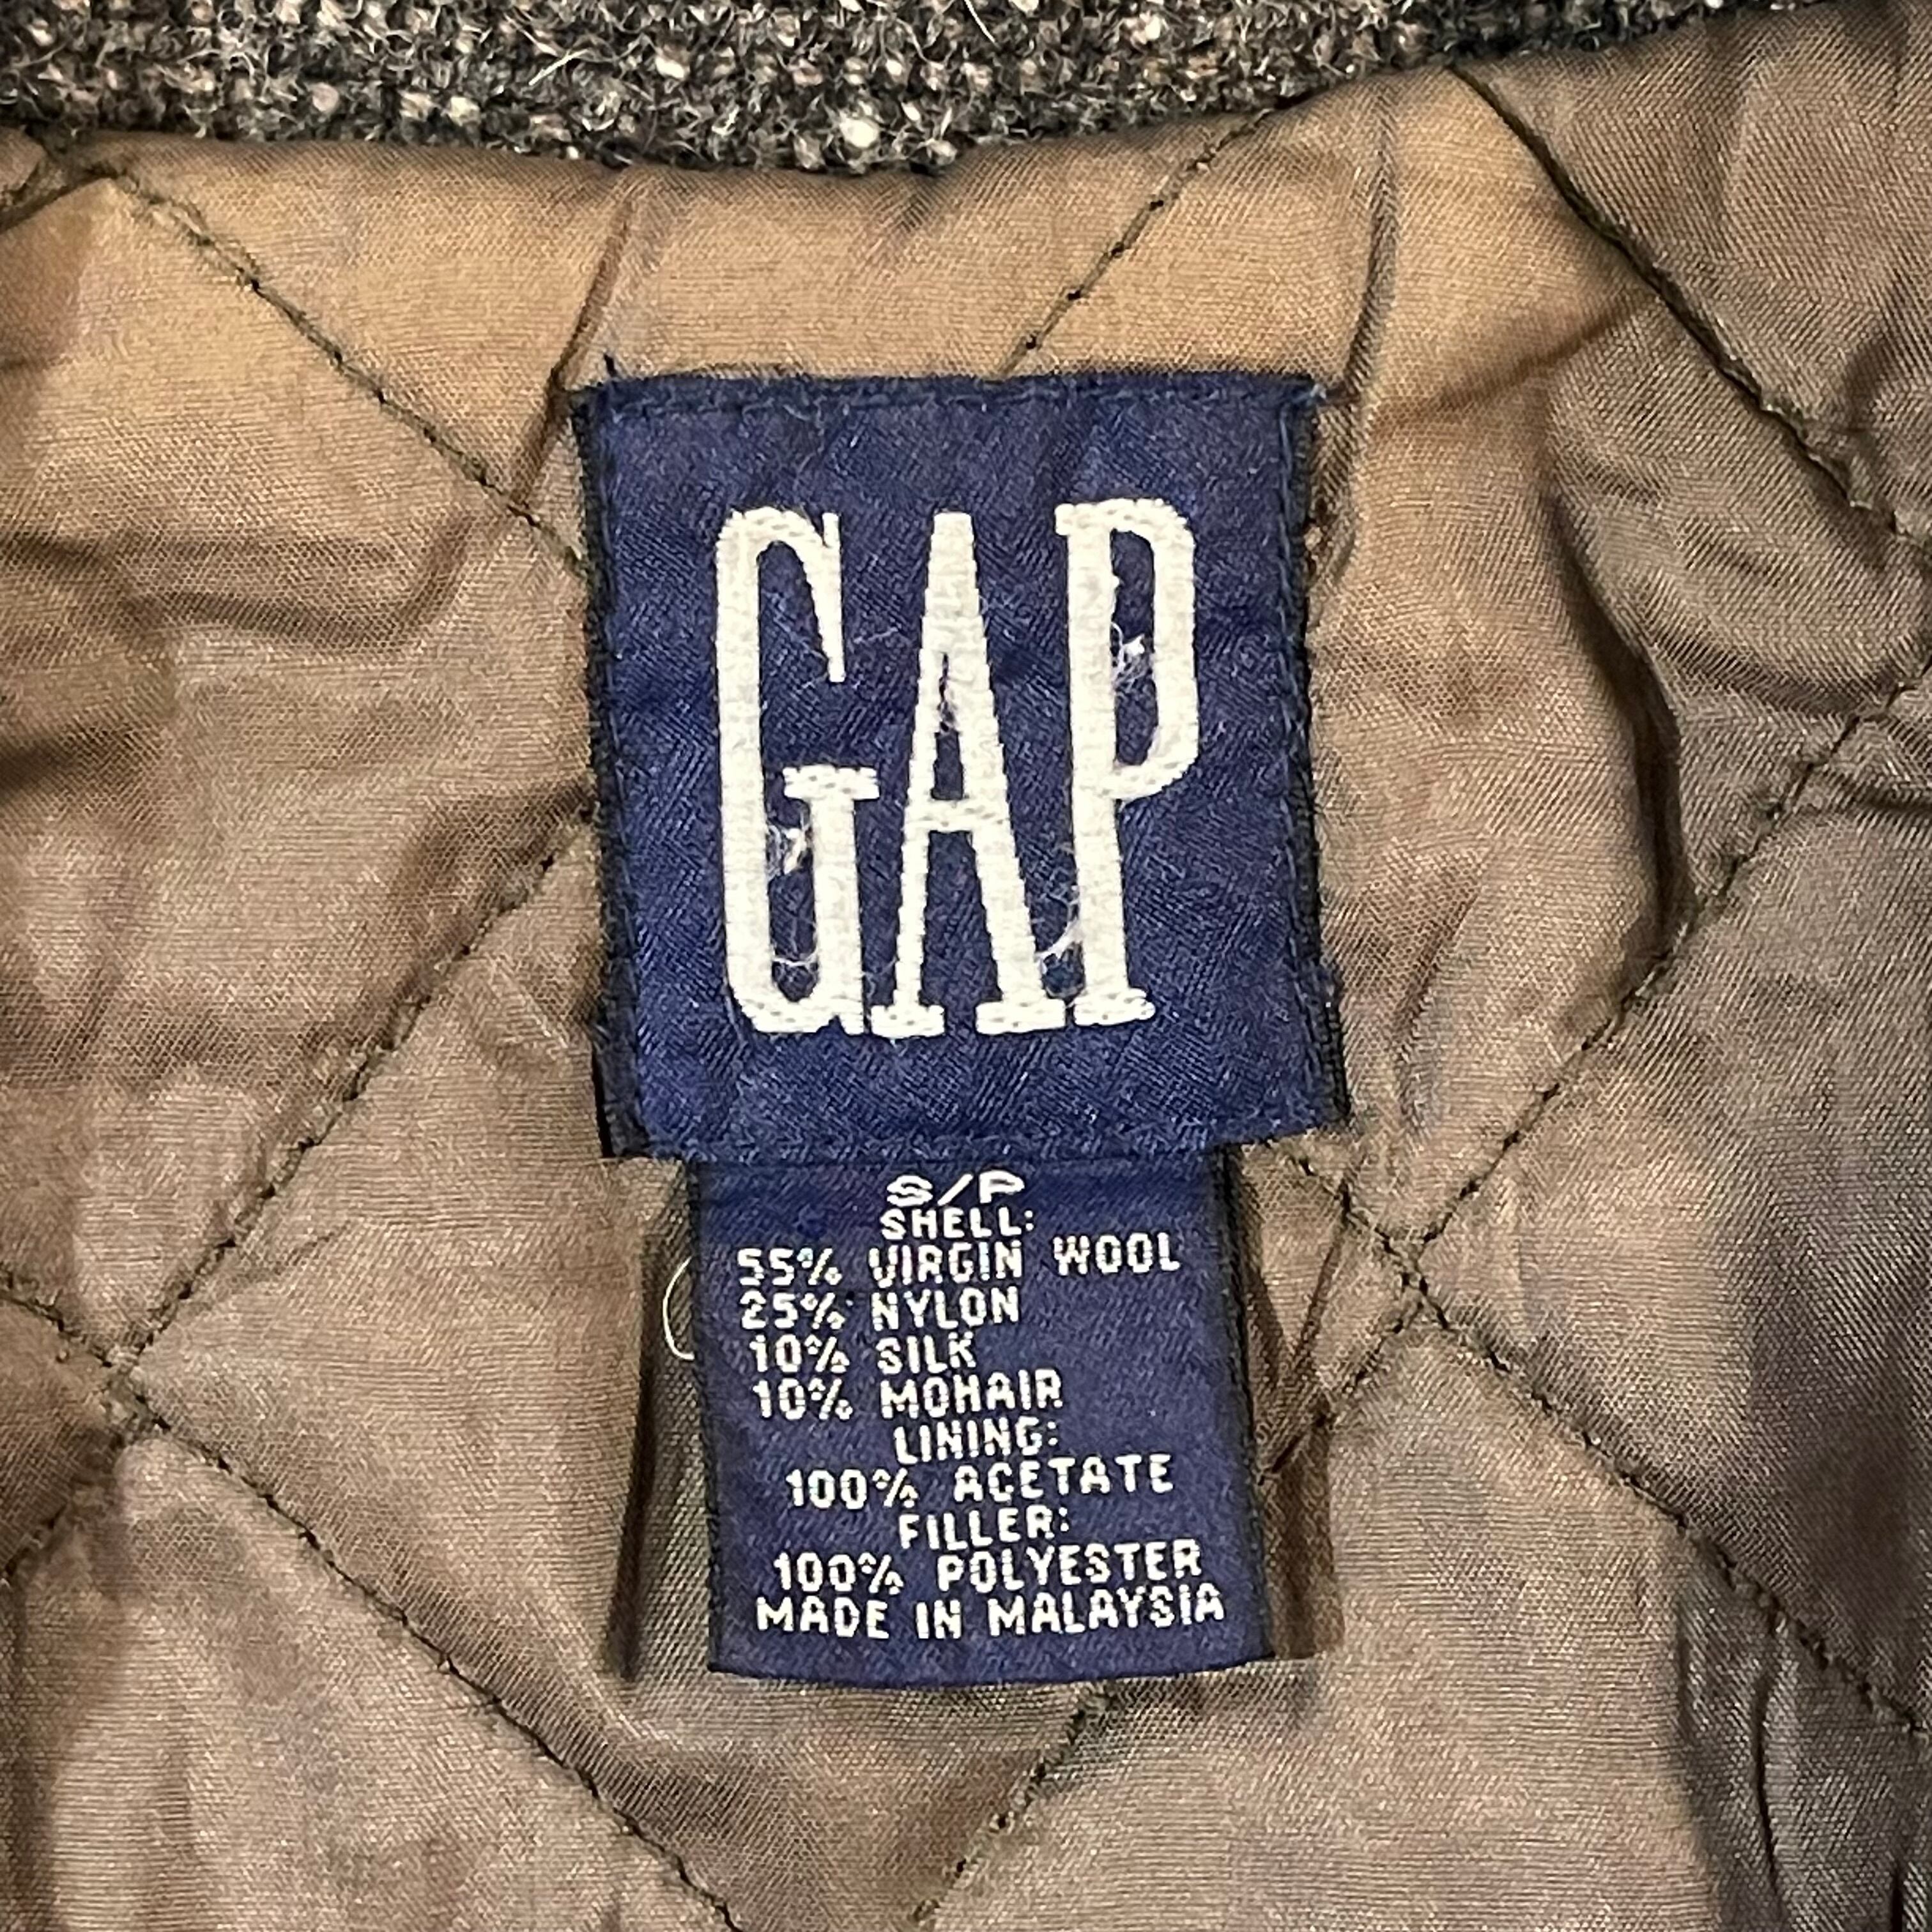 GAP
S/P
SHELL:
55% VIRGIN WOOL
25% NYLON
10% SILK
10% MOHAIR
LINING:
100% ACETATE
FILLER:
100% POLYESTER
MADE IN MALAYSIA